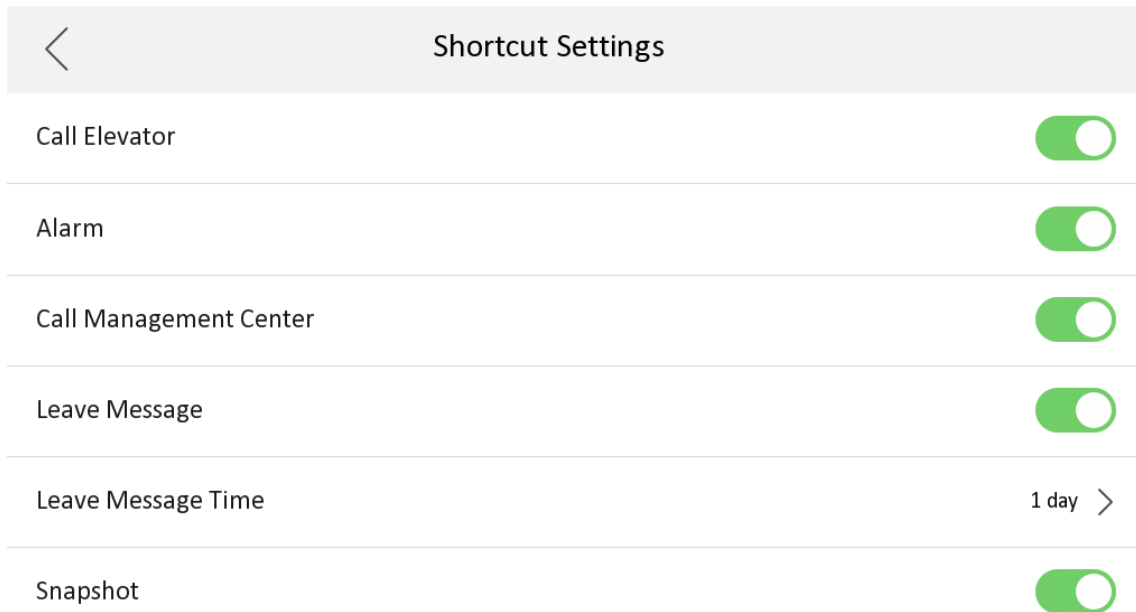 Shortcut Settings
Call Elevator
Alarm
Call Management Center
Leave Message
Leave Message Time 1 day
Snapshot